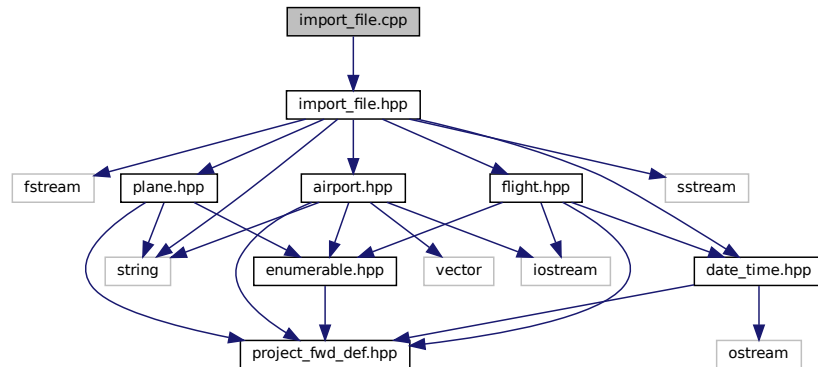 import_file.cpp
import_file.hpp
fstream
plane.hpp
airport.hpp
flight.hpp
sstream
string
enumerable.hpp
vector
iostream
date_time.hpp
project_fwd_def.hpp
ostream